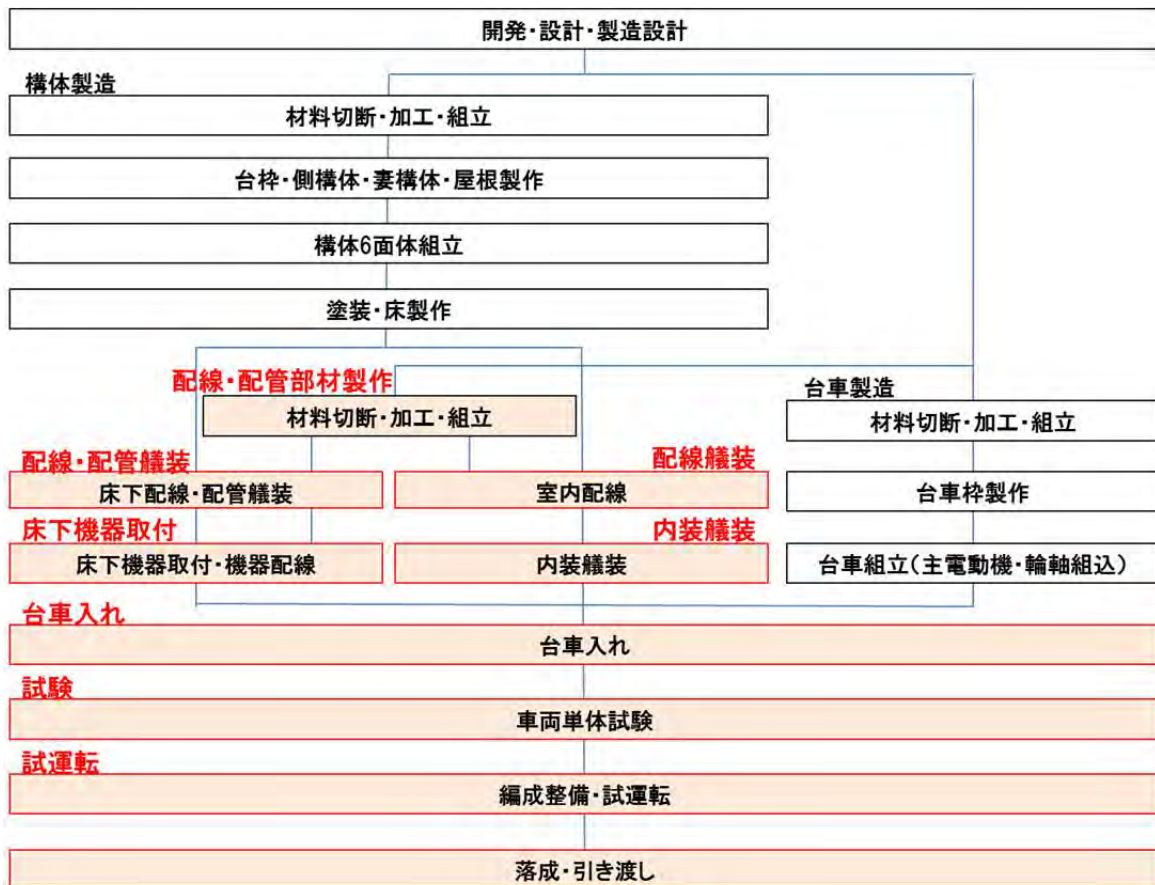 開発・設計・製造設計
構体製造
材料切断・加工・組立
台枠・側構体・妻構体・屋根製作
構体6面体組立
塗装・床製作
配線・配管部材製作
材料切断・加工・組立
台車製造
材料切断・加工・組立
配線・配管艤装
床下配線・配管艤装
配線艤装
室内配線
台車枠製作
床下機器取付
床下機器取付・機器配線
内装艤装
内装艤装
台車組立(主電動機・輪軸組込)
台車入れ
台車入れ
試験
車両単体試験
試運転
編成整備・試運転
落成・引き渡し